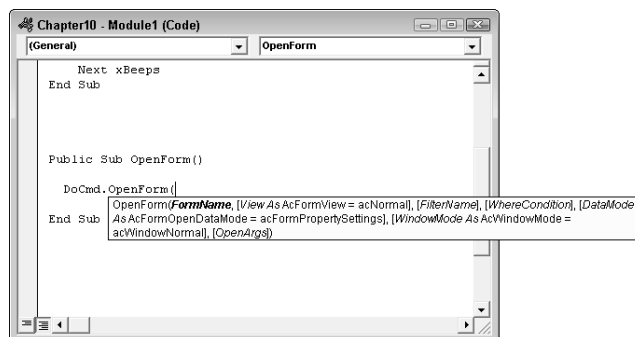 Chapter10 - Module1 (Code)
(General) OpenForm
Next xBeeps
End Sub
Public Sub OpenForm()
DoCmd.OpenForm(
OpenForm(FormName, [View As AcFormView = acNormal], [FilterName], [WhereCondition], [DataMode
As AcFormOpenDataMode = acFormPropertySettings], [WindowMode As AcWindowMode =
acWindowNormal], [OpenArgs])
End Sub